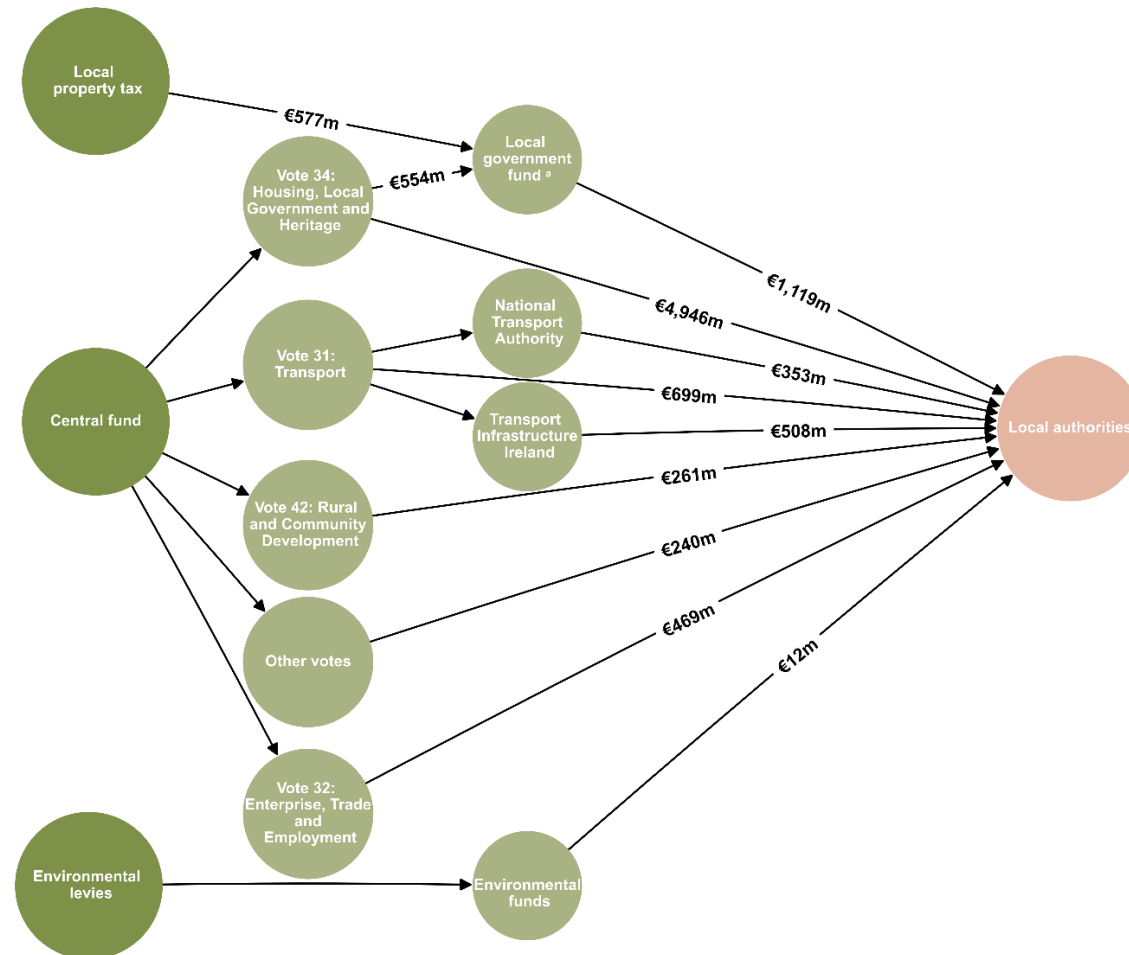 Local
property tax
€577m
Local
government
fund ᵃ
Vote 34:
Housing, Local
Government and
Heritage
€554m
€1,119m
€4,946m
National
Transport
Authority
€353m
Vote 31:
Transport
€699m
Central fund
Transport
Infrastructure
Ireland
€508m
Local authorities
€261m
Vote 42: Rural
and Community
Development
€240m
€469m
Other votes
€12m
Vote 32:
Enterprise, Trade
and
Employment
Environmental
levies
Environmental
funds